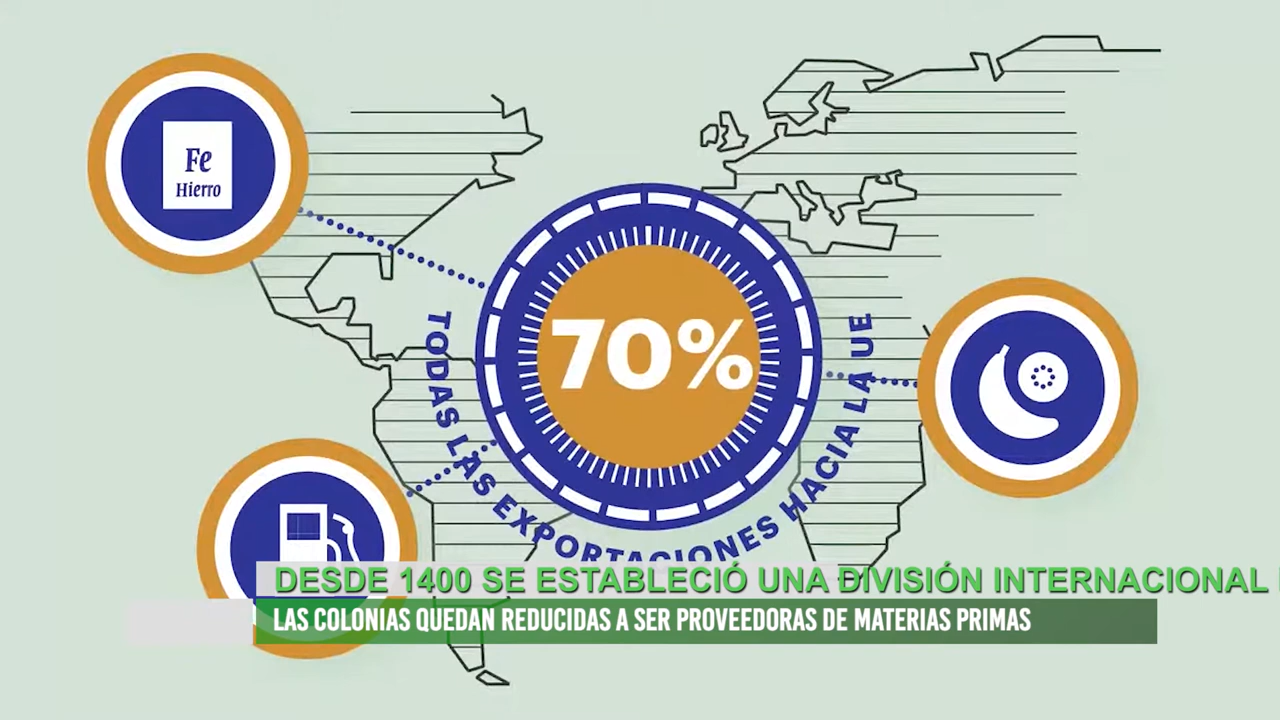 Fe
Hierro
70%
TODAS LAS EXPORTACIONES HACIA LA UE
DESDE 1400 SE ESTABLECIÓ UNA DIVISIÓN INTERNACIONAL
LAS COLONIAS QUEDAN REDUCIDAS A SER PROVEEDORAS DE MATERIAS PRIMAS